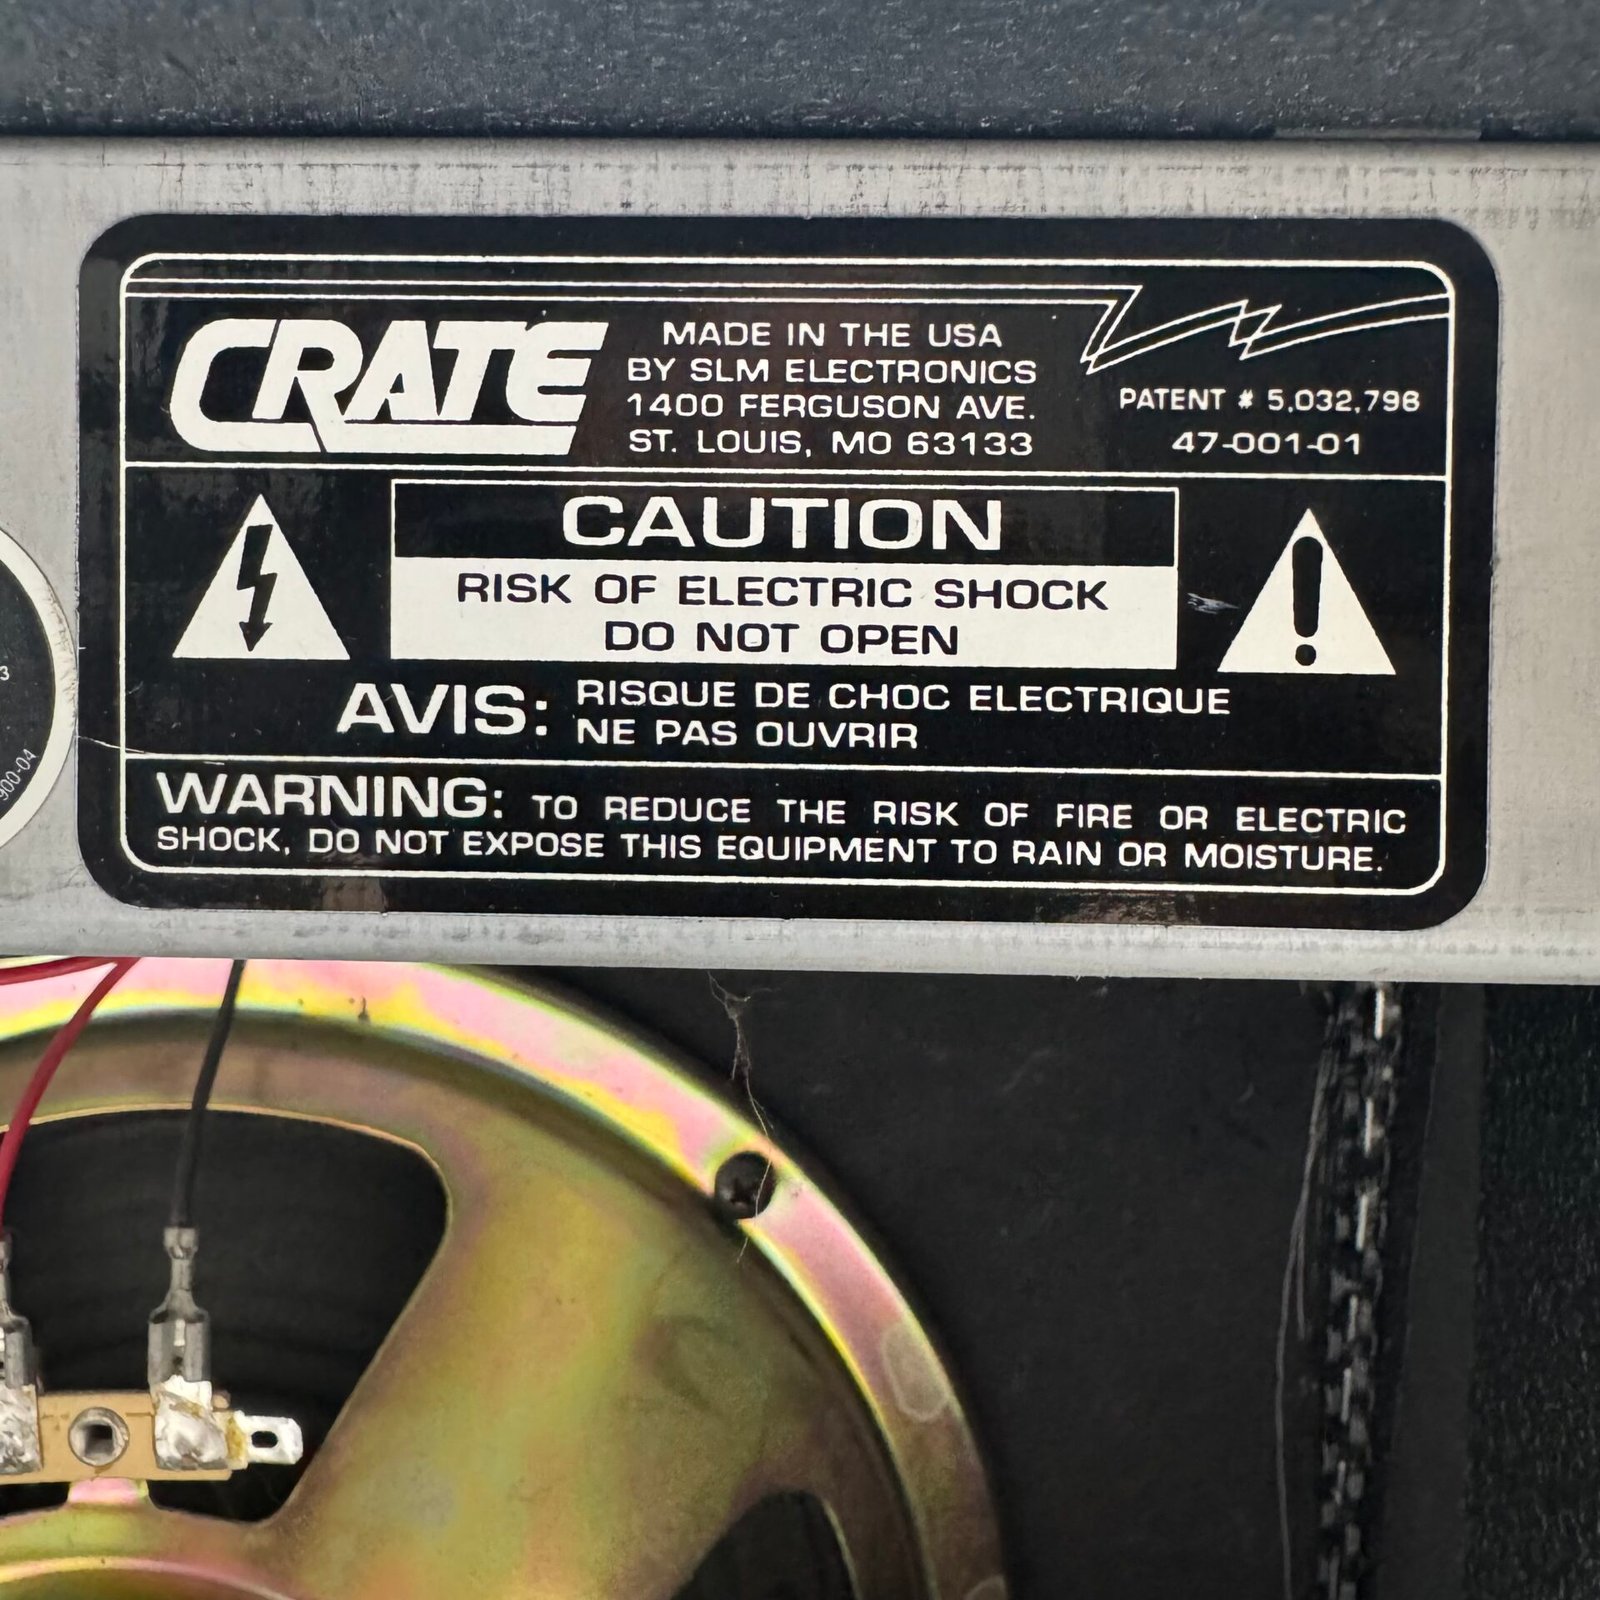 CRATE
MADE IN THE USA
BY SLM ELECTRONICS
1400 FERGUSON AVE.
ST. LOUIS, MO 63133
PATENT # 5,032,796
47-001-01
CAUTION
RISK OF ELECTRIC SHOCK
DO NOT OPEN
AVIS: RISQUE DE CHOC ELECTRIQUE
NE PAS OUVRIR
WARNING: TO REDUCE THE RISK OF FIRE OR ELECTRIC
SHOCK, DO NOT EXPOSE THIS EQUIPMENT TO RAIN OR MOISTURE.
3
900-04